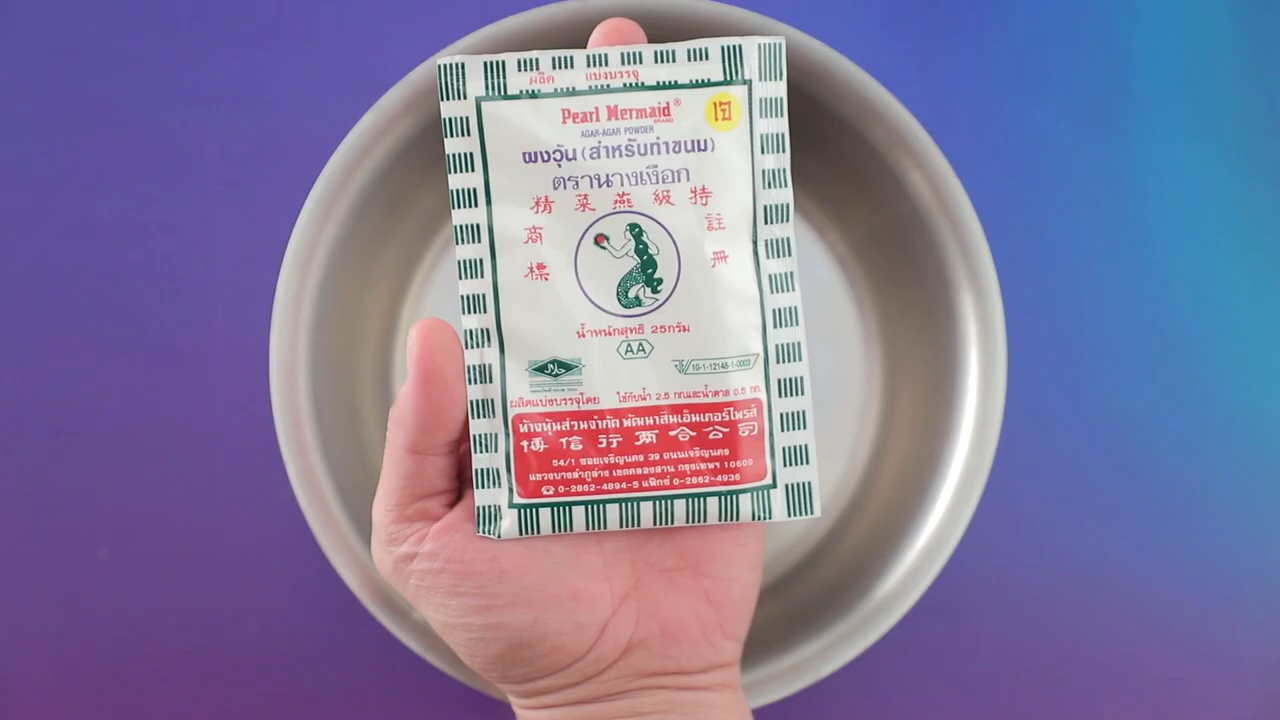 ผลิต แบ่งบรรจุ
Pearl Mermaid®
BRAND
เจ
AGAR-AGAR POWDER
ผงวุ้น (สำหรับทำขนม)
ตรานางเงือก
精菜燕級特
商標
註冊
น้ำหนักสุทธิ 25กรัม
AA
حلال
10-1-12148-1-0003
ผลิตแบ่งบรรจุโดย ใช้กับน้ำ 2.5 กก.และน้ำตาล 0.5 กก.
ห้างหุ้นส่วนจำกัด พัฒนาสินเอ็นเตอร์ไพรส์
博信行兩合公司
54/1 ซอยเจริญนคร 39 ถนนเจริญนคร
แขวงบางลำภูล่าง เขตคลองสาน กรุงเทพฯ 10600
☎ 0-2862-4894-5 แฟ็กซ์ 0-2862-4936